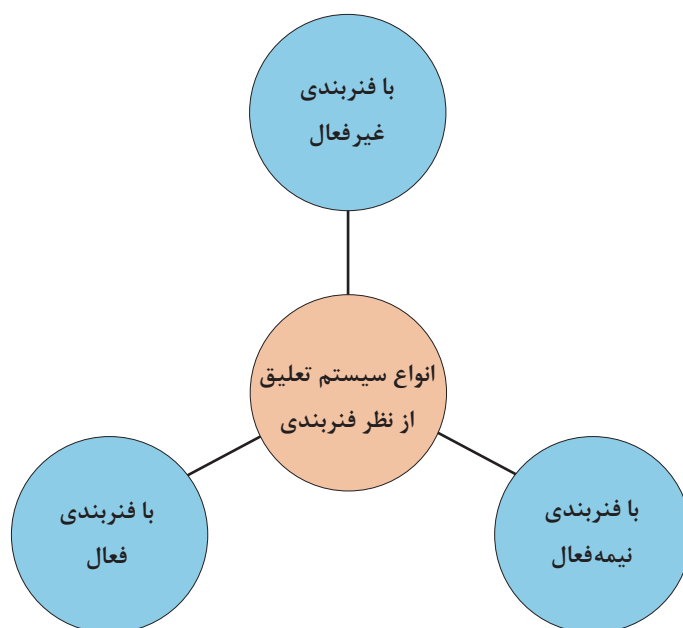 با فنربندی
غیرفعال
انواع سیستم تعلیق
از نظر فنربندی
با فنربندی
نیمه‌فعال
با فنربندی
فعال